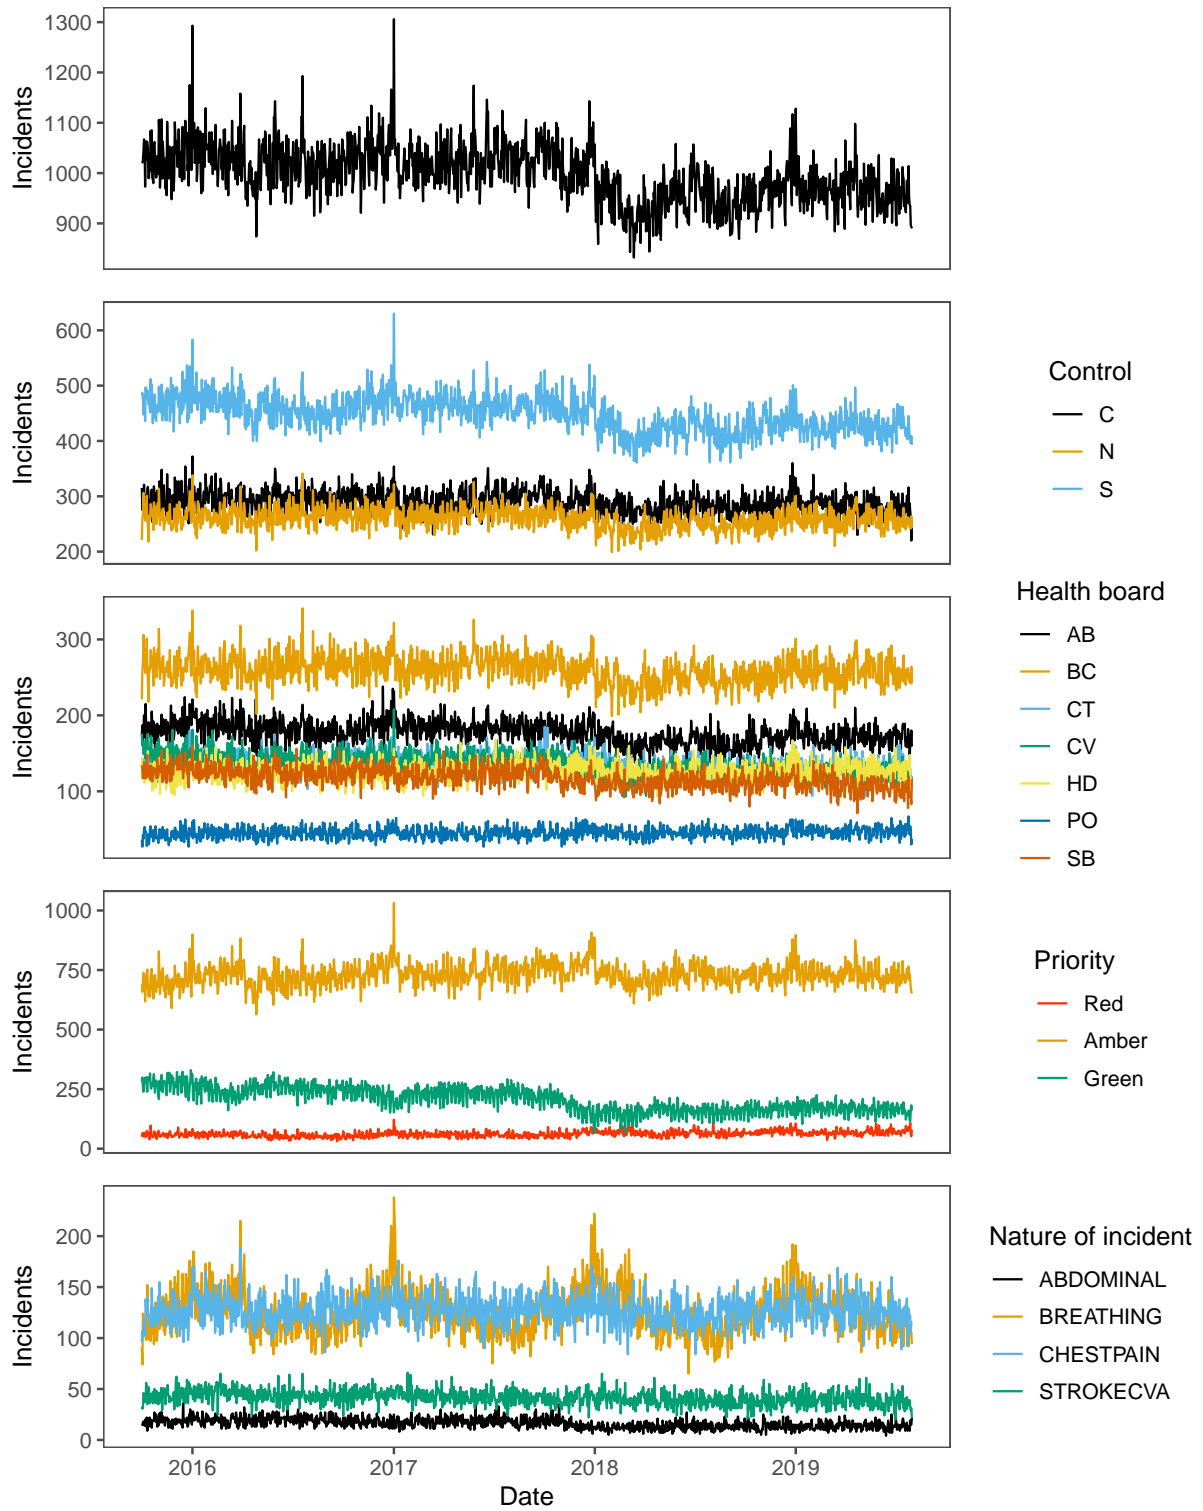 1300
1200
1100
1000
900
Incidents
600
500
400
300
200
Incidents
Control
C
N
S
300
200
100
Incidents
Health board
AB
BC
CT
CV
HD
PO
SB
1000
750
500
250
0
Incidents
Priority
Red
Amber
Green
200
150
100
50
0
Incidents
Nature of incident
ABDOMINAL
BREATHING
CHESTPAIN
STROKECVA
2016 2017 2018 2019
Date